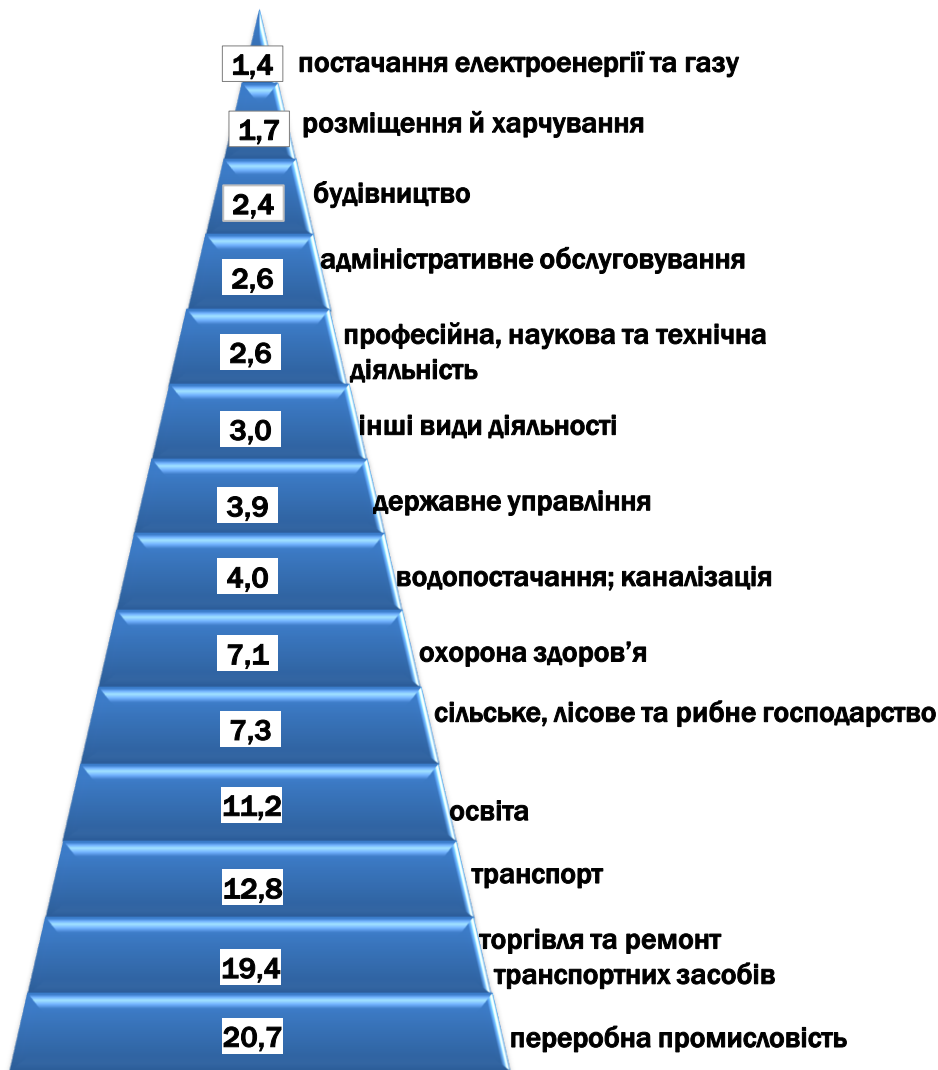 1,4 постачання електроенергії та газу
1,7 розміщення й харчування
2,4 будівництво
2,6 адміністративне обслуговування
2,6 професійна, наукова та технічна
діяльність
3,0 інші види діяльності
3,9 державне управління
4,0 водопостачання; каналізація
7,1 охорона здоров’я
7,3 сільське, лісове та рибне господарство
11,2 освіта
12,8 транспорт
19,4 торгівля та ремонт
транспортних засобів
20,7 переробна промисловість